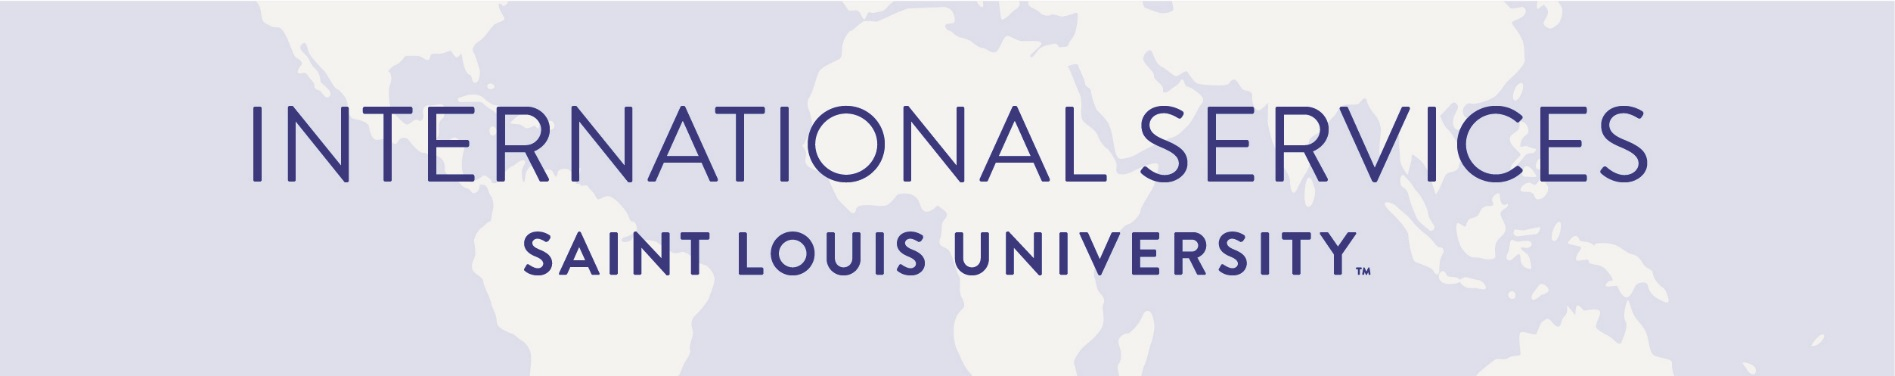 INTERNATIONAL SERVICES
SAINT LOUIS UNIVERSITY™